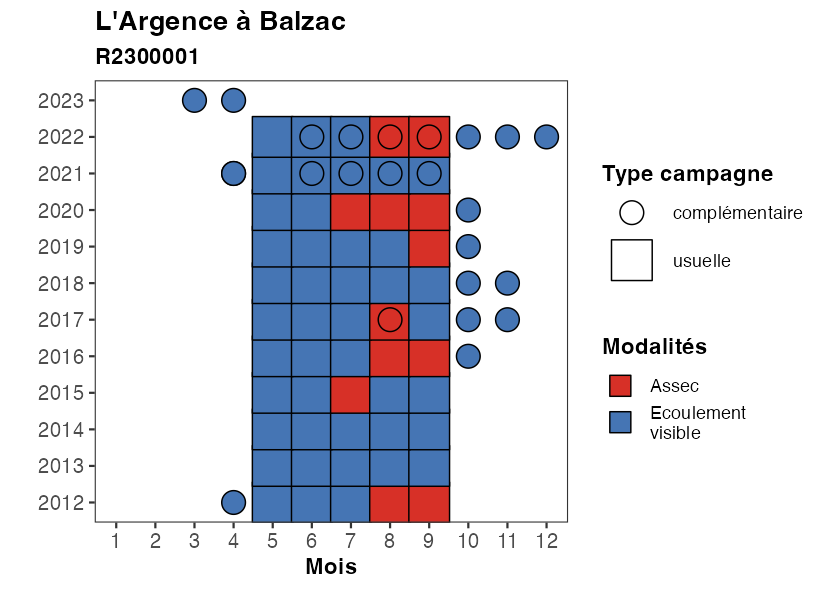 L'Argence à Balzac
R2300001
2023
2022
2021
2020
2019
2018
2017
2016
2015
2014
2013
2012
1 2 3 4 5 6 7 8 9 10 11 12
Mois
Type campagne
complémentaire
usuelle
Modalités
Assec
Ecoulement
visible